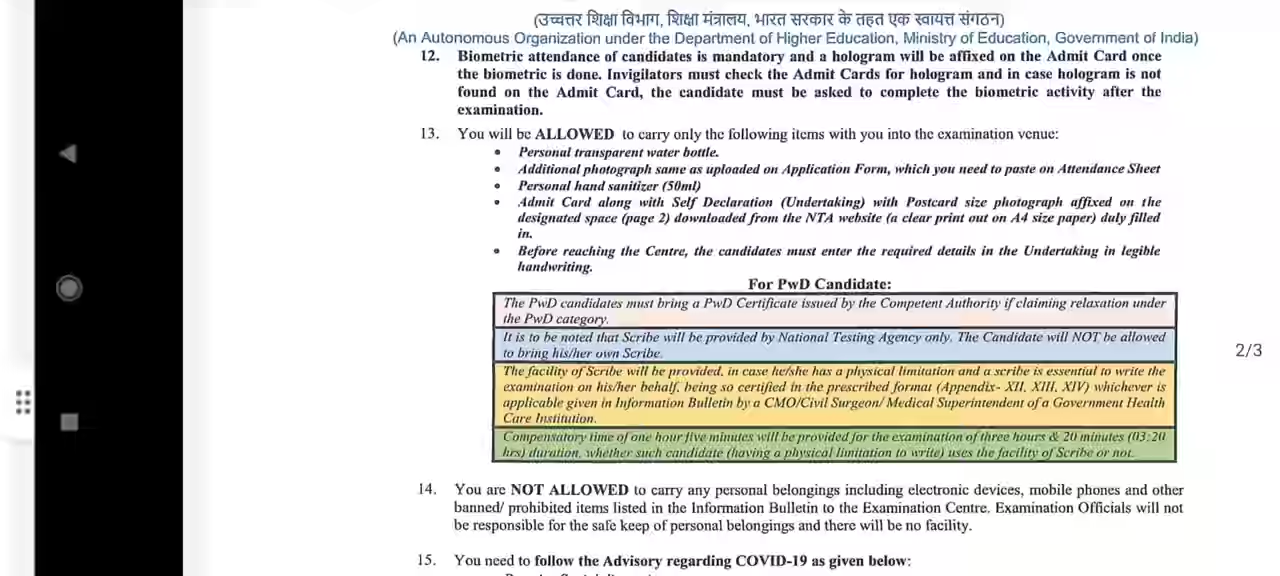 (उच्चत्तर शिक्षा विभाग, शिक्षा मंत्रालय, भारत सरकार के तहत एक स्वायत्त संगठन)
(An Autonomous Organization under the Department of Higher Education, Ministry of Education, Government of India)
12. Biometric attendance of candidates is mandatory and a hologram will be affixed on the Admit Card once
the biometric is done. Invigilators must check the Admit Cards for hologram and in case hologram is not
found on the Admit Card, the candidate must be asked to complete the biometric activity after the
examination.
13. You will be ALLOWED to carry only the following items with you into the examination venue:
• Personal transparent water bottle.
• Additional photograph same as uploaded on Application Form, which you need to paste on Attendance Sheet
• Personal hand sanitizer (50ml)
• Admit Card along with Self Declaration (Undertaking) with Postcard size photograph affixed on the
designated space (page 2) downloaded from the NTA website (a clear print out on A4 size paper) duly filled
in.
• Before reaching the Centre, the candidates must enter the required details in the Undertaking in legible
handwriting.
For PwD Candidate:
The PwD candidates must bring a PwD Certificate issued by the Competent Authority if claiming relaxation under
the PwD category.
It is to be noted that Scribe will be provided by National Testing Agency only. The Candidate will NOT be allowed
to bring his/her own Scribe.
The facility of Scribe will be provided, in case he/she has a physical limitation and a scribe is essential to write the
examination on his/her behalf, being so certified in the prescribed format (Appendix- XII, XIII, XIV) whichever is
applicable given in Information Bulletin by a CMO/Civil Surgeon/ Medical Superintendent of a Government Health
Care Institution.
Compensatory time of one hour five minutes will be provided for the examination of three hours & 20 minutes (03:20
hrs) duration, whether such candidate (having a physical limitation to write) uses the facility of Scribe or not.
2/3
14. You are NOT ALLOWED to carry any personal belongings including electronic devices, mobile phones and other
banned/ prohibited items listed in the Information Bulletin to the Examination Centre. Examination Officials will not
be responsible for the safe keep of personal belongings and there will be no facility.
15. You need to follow the Advisory regarding COVID-19 as given below: